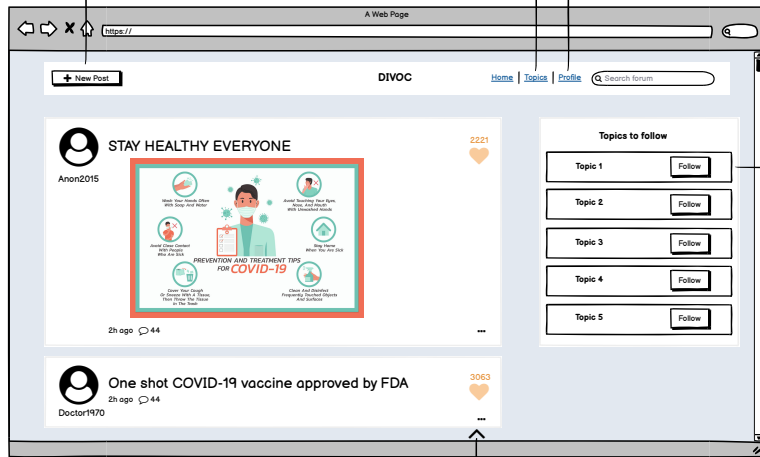 A Web Page
https://
+ New Post
DIVOC
Home | Topics | Profile
Search forum
STAY HEALTHY EVERYONE
2221
Anon2015
Wash Your Hands Often
With Soap And Water
Avoid Touching Your Eyes,
Nose, And Mouth
With Unwashed Hands
Avoid Close Contact
With People
Who Are Sick
Stay Home
When You Are Sick
PREVENTION AND TREATMENT TIPS
FOR COVID-19
Cover Your Cough
Or Sneeze With A Tissue,
Then Throw The Tissue
In The Trash
Clean And Disinfect
Frequently Touched Objects
And Surfaces
2h ago 44
...
One shot COVID-19 vaccine approved by FDA
3063
2h ago 44
Doctor1970
...
Topics to follow
Topic 1 Follow
Topic 2 Follow
Topic 3 Follow
Topic 4 Follow
Topic 5 Follow